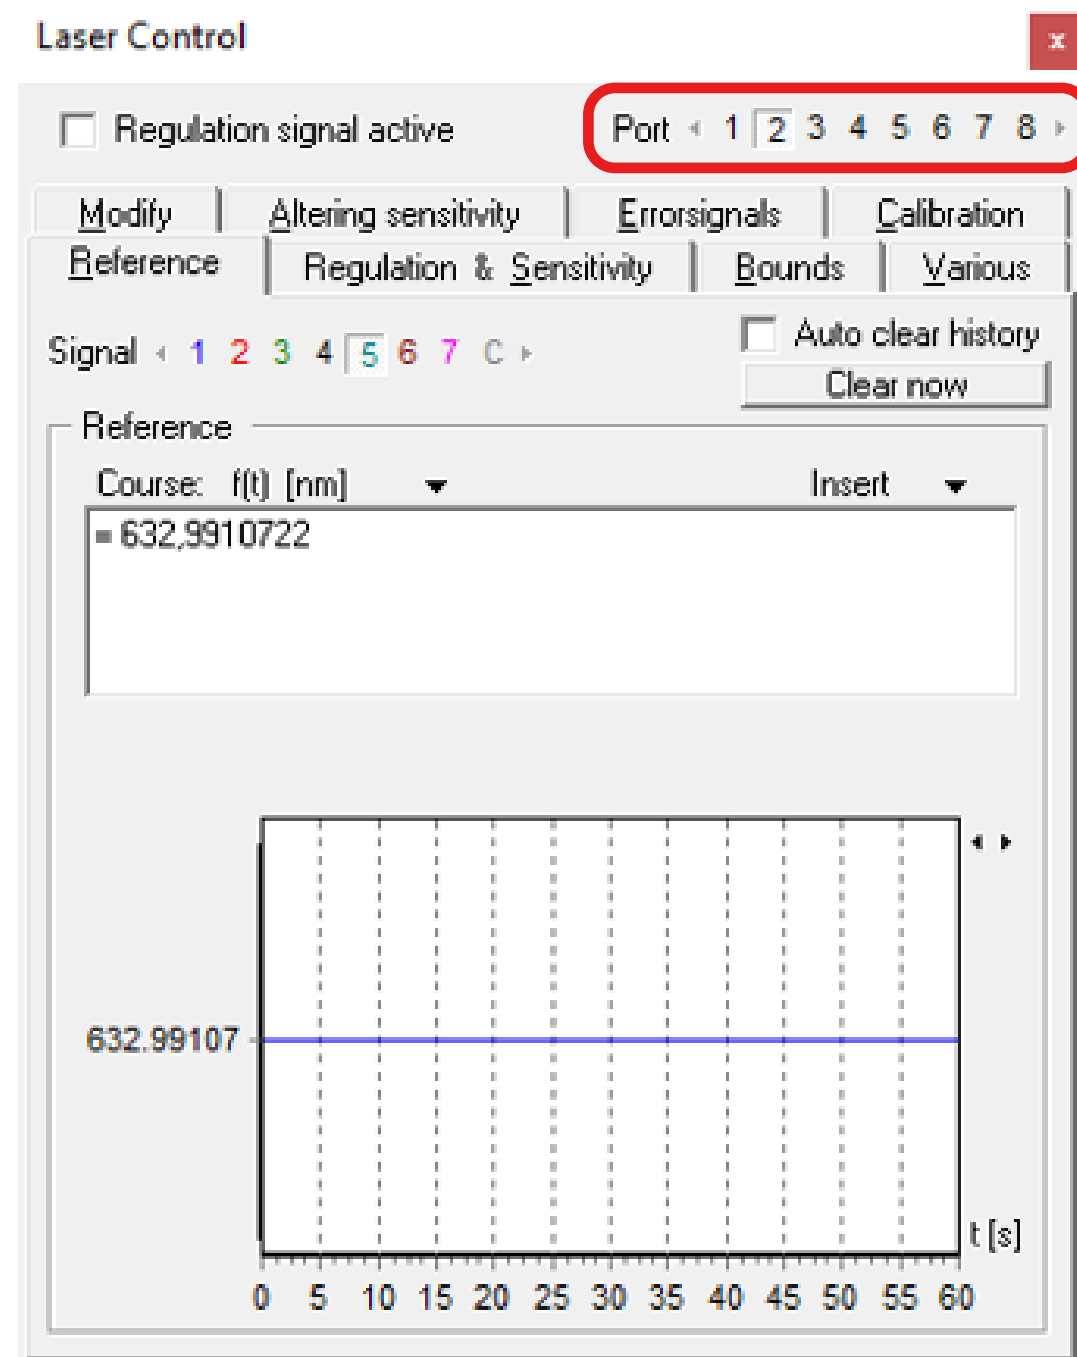 Laser Control x
Regulation signal active Port 1 2 3 4 5 6 7 8
Modify Altering sensitivity Errorsignals Calibration
Reference Regulation & Sensitivity Bounds Various
Signal 1 2 3 4 5 6 7 C Auto clear history
Clear now
Reference
Course: f(t) [nm] Insert
= 632,9910722
632.99107
t [s]
0 5 10 15 20 25 30 35 40 45 50 55 60